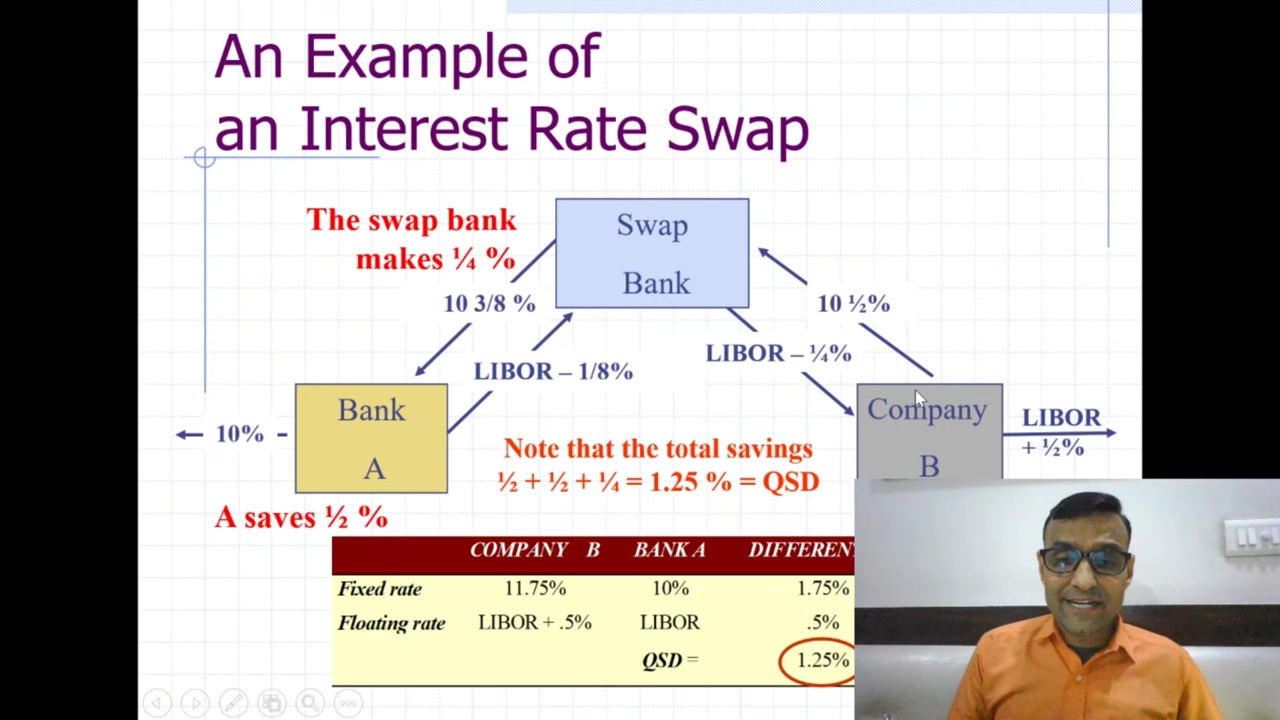 An Example of
an Interest Rate Swap
The swap bank
makes ¼ %
Swap
Bank
10 3/8 %
10 ½%
LIBOR – 1/8%
LIBOR – ¼%
10%
Bank
A
Company
B
LIBOR
+ ½%
Note that the total savings
½ + ½ + ¼ = 1.25 % = QSD
A saves ½ %
COMPANY B BANK A DIFFEREN
Fixed rate 11.75% 10% 1.75%
Floating rate LIBOR + .5% LIBOR .5%
QSD = 1.25%